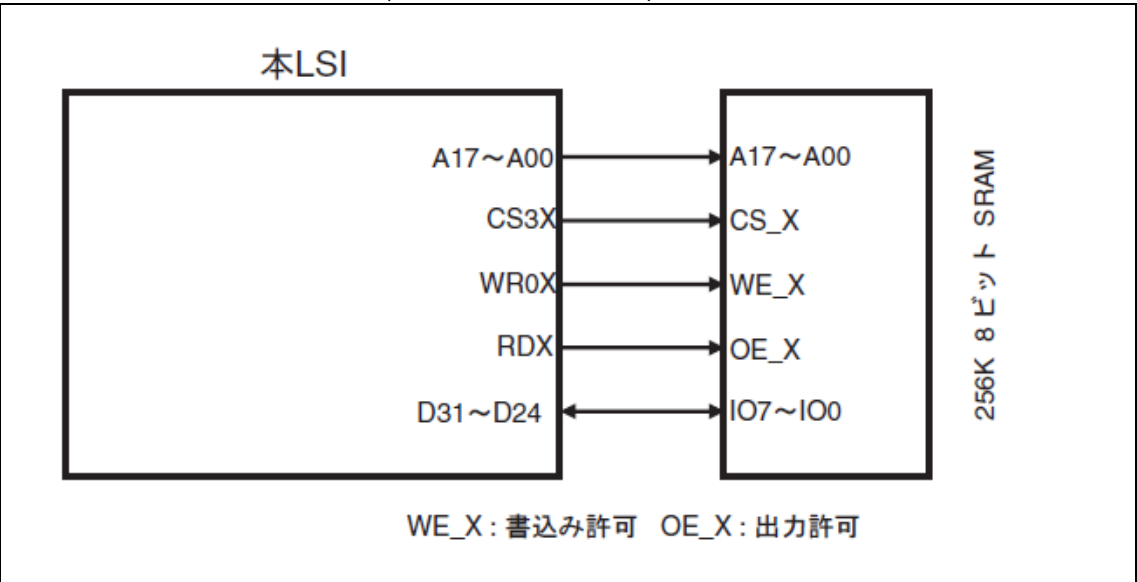 本LSI
A17～A00
A17～A00
CS3X
CS_X
WR0X
WE_X
RDX
OE_X
D31～D24
IO7～IO0
256K 8ビット SRAM
WE_X : 書込み許可 OE_X : 出力許可